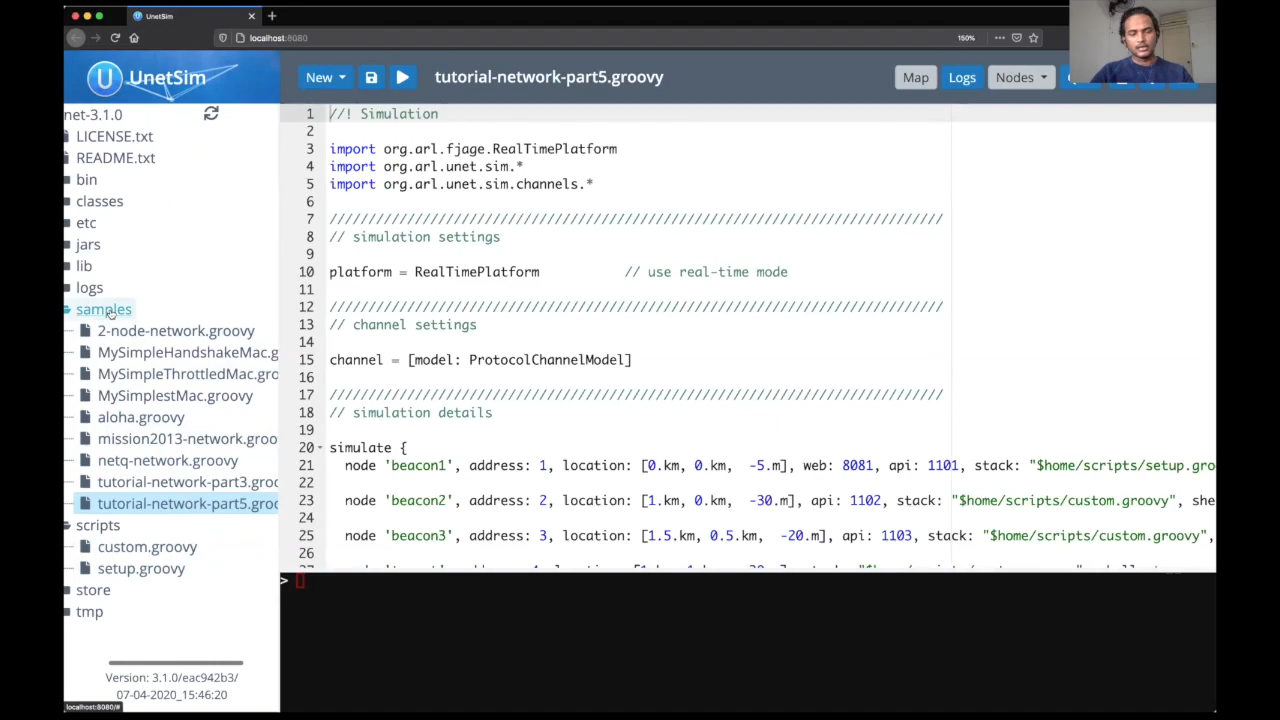 UnetSim
localhost:8080
150%
UnetSim
New
tutorial-network-part5.groovy
Map
Logs
Nodes
net-3.1.0
LICENSE.txt
README.txt
bin
classes
etc
jars
lib
logs
samples
2-node-network.groovy
MySimpleHandshakeMac.g
MySimpleThrottledMac.gro
MySimplestMac.groovy
aloha.groovy
mission2013-network.groo
netq-network.groovy
tutorial-network-part3.groo
tutorial-network-part5.groo
scripts
custom.groovy
setup.groovy
store
tmp
Version: 3.1.0/eac942b3/
07-04-2020_15:46:20
localhost:8080/#
1 //! Simulation
2
3 import org.arl.fjage.RealTimePlatform
4 import org.arl.unet.sim.*
5 import org.arl.unet.sim.channels.*
6
7 ///////////////////////////////////////////////////////////////////////////////
8 // simulation settings
9
10 platform = RealTimePlatform // use real-time mode
11
12 ///////////////////////////////////////////////////////////////////////////////
13 // channel settings
14
15 channel = [model: ProtocolChannelModel]
16
17 ///////////////////////////////////////////////////////////////////////////////
18 // simulation details
19
20 simulate {
21 node 'beacon1', address: 1, location: [0.km, 0.km, -5.m], web: 8081, api: 1101, stack: "$home/scripts/setup.gro
22
23 node 'beacon2', address: 2, location: [1.km, 0.km, -30.m], api: 1102, stack: "$home/scripts/custom.groovy", she
24
25 node 'beacon3', address: 3, location: [1.5.km, 0.5.km, -20.m], api: 1103, stack: "$home/scripts/custom.groovy",
26
27
>